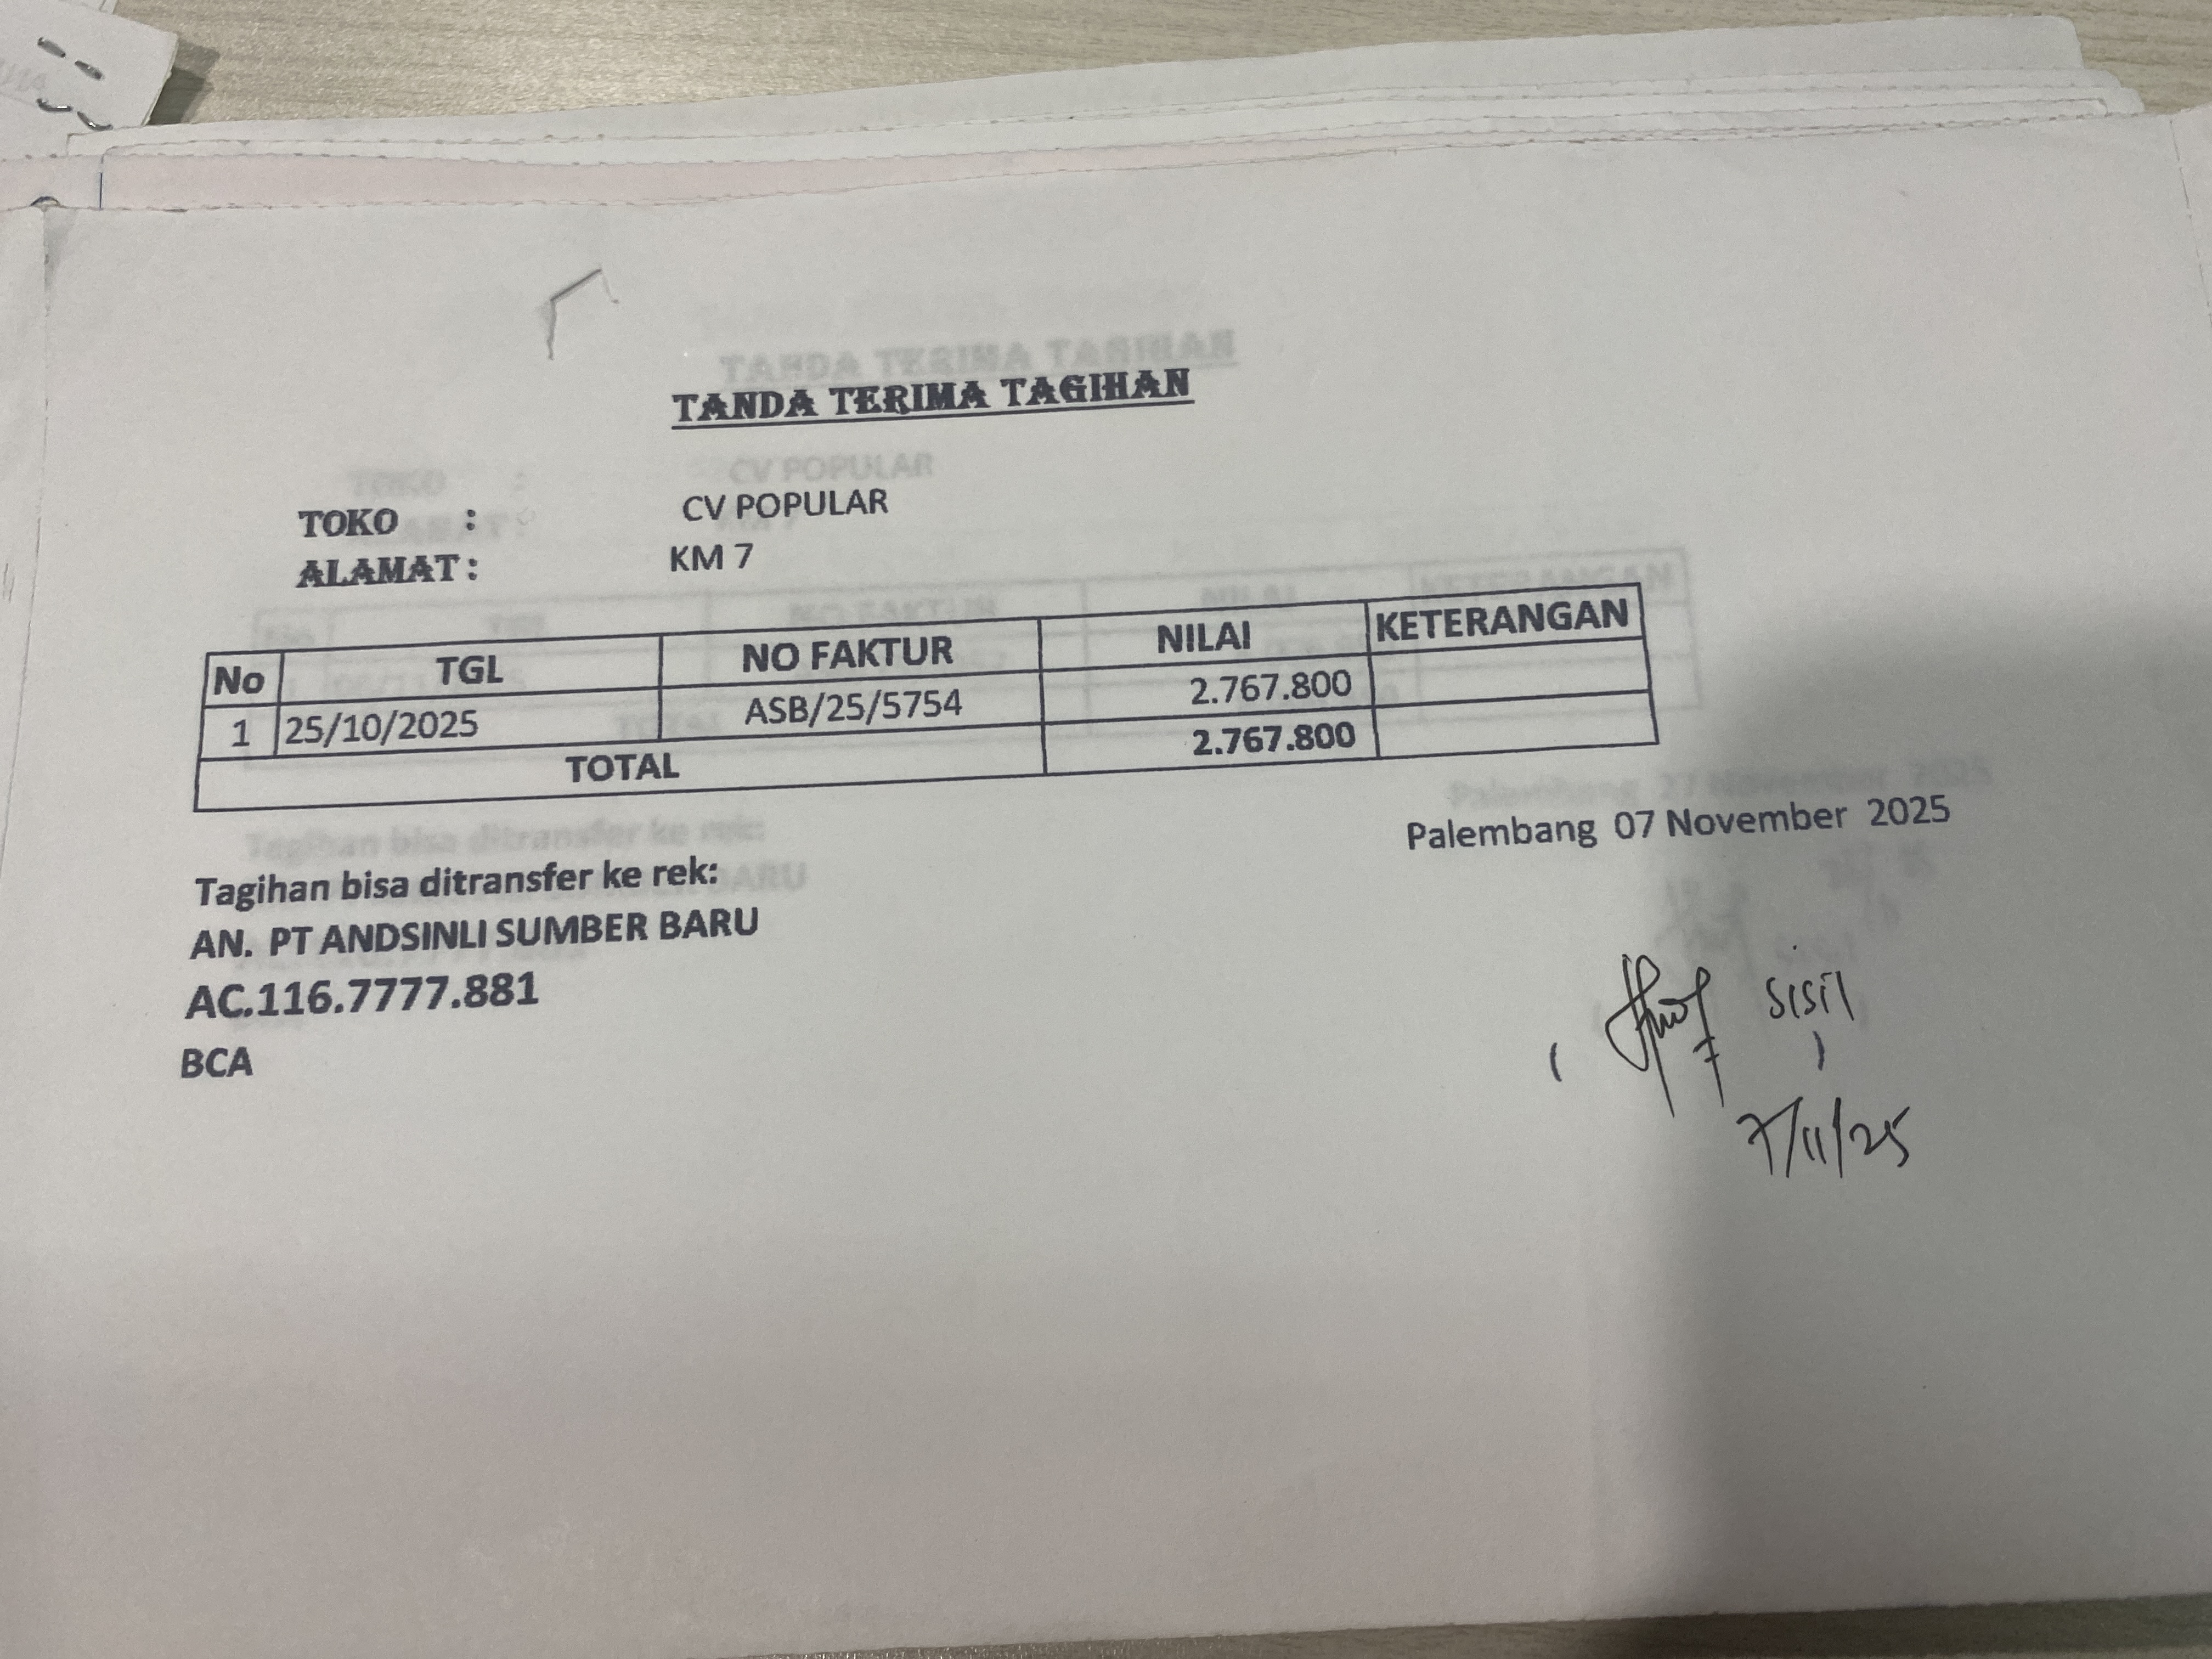 TANDA TERIMA TAGIHAN
TOKO : CV POPULAR
ALAMAT : KM 7
No TGL NO FAKTUR NILAI KETERANGAN
1 25/10/2025 ASB/25/5754 2.767.800
TOTAL 2.767.800
Palembang 07 November 2025
Tagihan bisa ditransfer ke rek:
AN. PT ANDSINLI SUMBER BARU
AC.116.7777.881
BCA
( sisil )
7/11/25